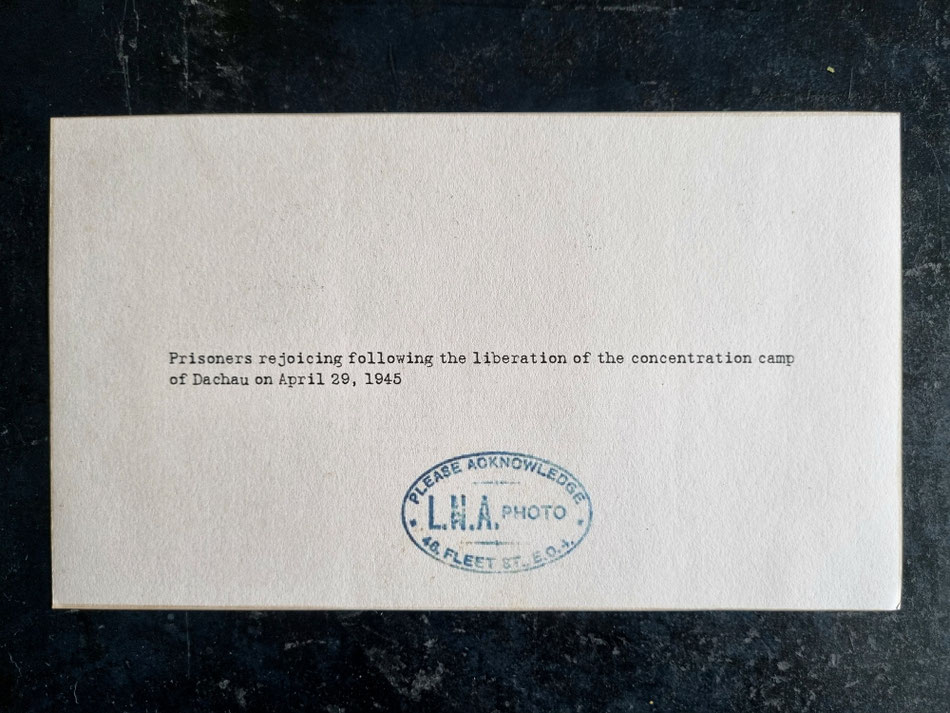 Prisoners rejoicing following the liberation of the concentration camp
of Dachau on April 29, 1945
PLEASE ACKNOWLEDGE
L.N.A. PHOTO
46, FLEET ST., E.C.4.